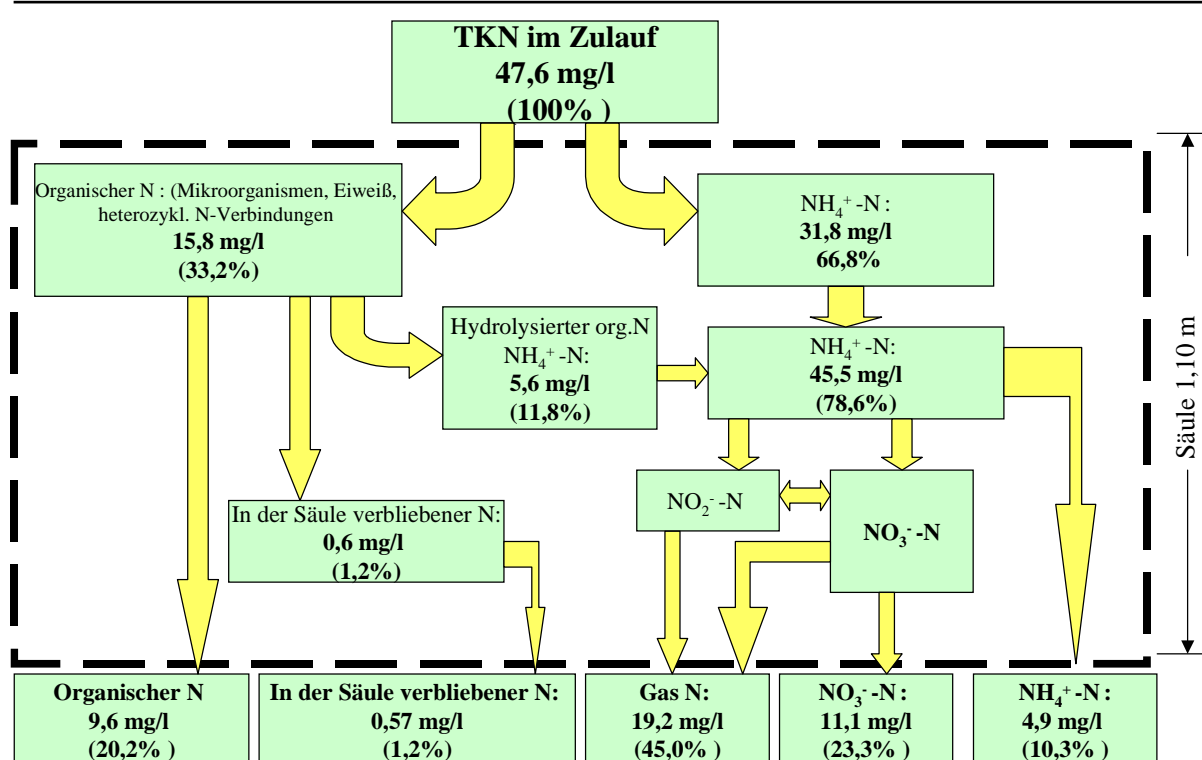 TKN im Zulauf
47,6 mg/l
(100% )
Organischer N : (Mikroorganismen, Eiweiß,
heterozykl. N-Verbindungen
15,8 mg/l
(33,2%)
NH₄⁺ -N :
31,8 mg/l
66,8%
Hydrolysierter org.N
NH₄⁺ -N:
5,6 mg/l
(11,8%)
NH₄⁺ -N:
45,5 mg/l
(78,6%)
Säule 1,10 m
In der Säule verbliebener N:
0,6 mg/l
(1,2%)
NO₂⁻ -N
NO₃⁻ -N
Organischer N
9,6 mg/l
(20,2% )
In der Säule verbliebener N:
0,57 mg/l
(1,2%)
Gas N:
19,2 mg/l
(45,0%)
NO₃⁻ -N :
11,1 mg/l
(23,3% )
NH₄⁺ -N :
4,9 mg/l
(10,3%)